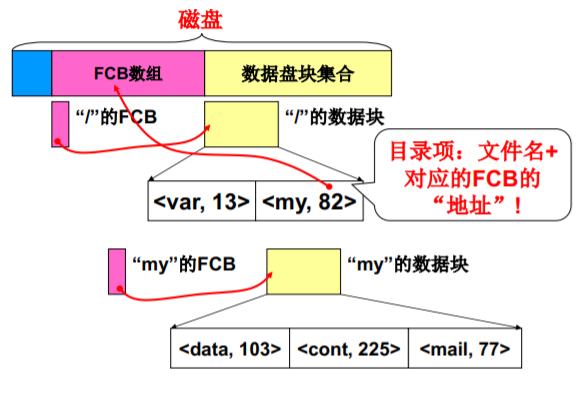 磁盘
FCB数组
数据盘块集合
“/”的FCB
“/”的数据块
目录项：文件名+
对应的FCB的
“地址”！
<var, 13>
<my, 82>
“my”的FCB
“my”的数据块
<data, 103>
<cont, 225>
<mail, 77>